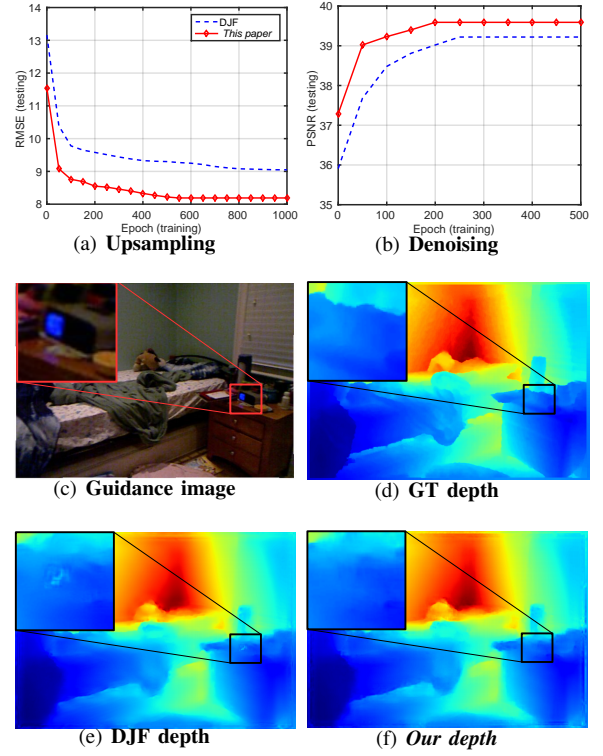 14
13
12
11
10
9
8
RMSE (testing)
0 200 400 600 800 1000
Epoch (training)
DJF
This paper
(a) Upsampling
40
39
38
37
36
35
PSNR (testing)
0 100 200 300 400 500
Epoch (training)
(b) Denoising
(c) Guidance image
(d) GT depth
(e) DJF depth
(f) Our depth